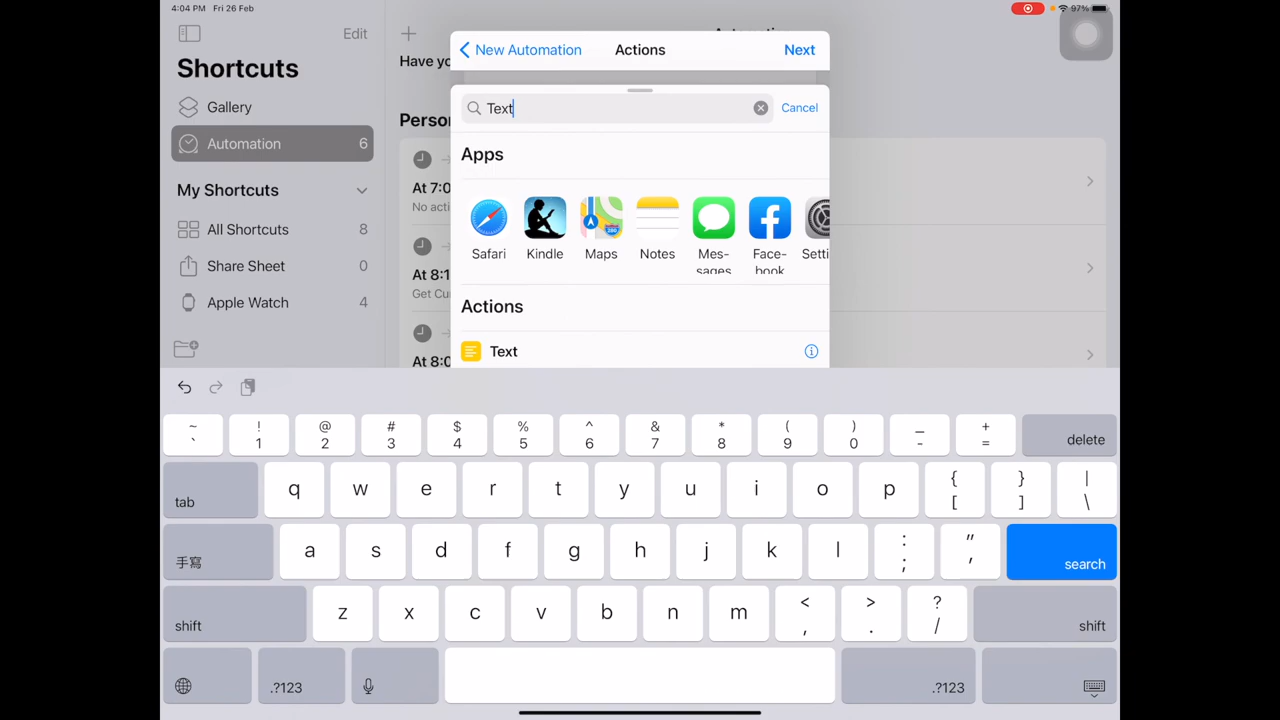 4:04 PM Fri 26 Feb
97%
Edit
Shortcuts
Gallery
Automation 6
My Shortcuts
All Shortcuts 8
Share Sheet 0
Apple Watch 4
Have yo
Person
At 7:0
No acti
At 8:1
Get Cur
At 8:0
New Automation Actions Next
Text Cancel
Apps
Safari Kindle Maps Notes Mes-
sages Face-
book Setti
Actions
Text
~ ! @ # $ % ^ & * ( ) _ +
` 1 2 3 4 5 6 7 8 9 0 - = delete
tab q w e r t y u i o p { [ } ] | \
手寫 a s d f g h j k l : ; " ' search
shift z x c v b n m < , > . ? / shift
.?123 .?123